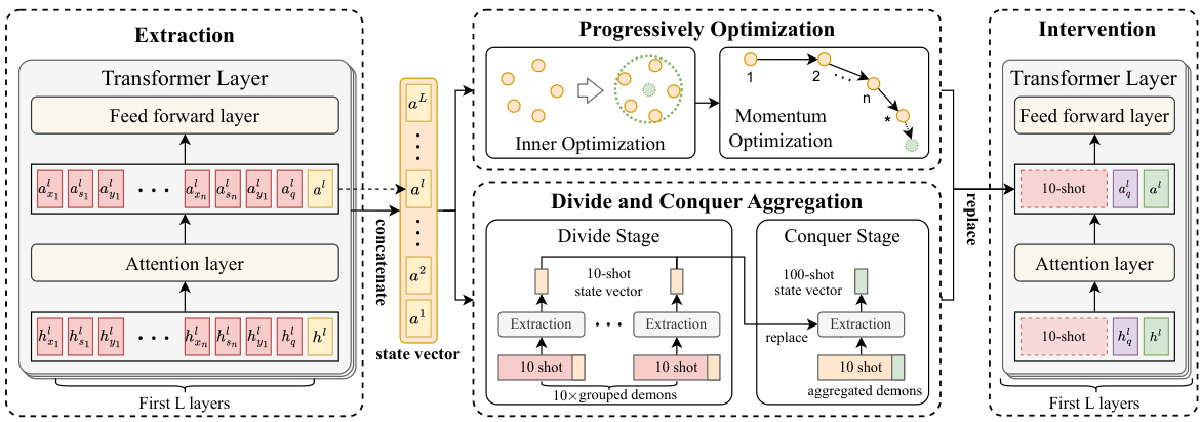 Extraction
Transformer Layer
Feed forward layer
a^l_{x_1} a^l_{s_1} a^l_{y_1} · · · a^l_{x_n} a^l_{s_n} a^l_{y_1} a^l_q a^l
Attention layer
h^l_{x_1} h^l_{s_1} h^l_{y_1} · · · h^l_{x_n} h^l_{s_n} h^l_{y_1} h^l_q h^l
First L layers
concatenate
a^L
a^l
a^2
a^1
state vector
Progressively Optimization
Inner Optimization
1
2
n
*
Momentum
Optimization
Divide and Conquer Aggregation
Divide Stage
10-shot
state vector
Extraction · · · Extraction
10 shot
10 shot
10×grouped demons
replace
Conquer Stage
100-shot
state vector
Extraction
10 shot
aggregated demons
replace
Intervention
Transformer Layer
Feed forward layer
10-shot a^l_q a^l
Attention layer
10-shot h^l_q h^l
First L layers